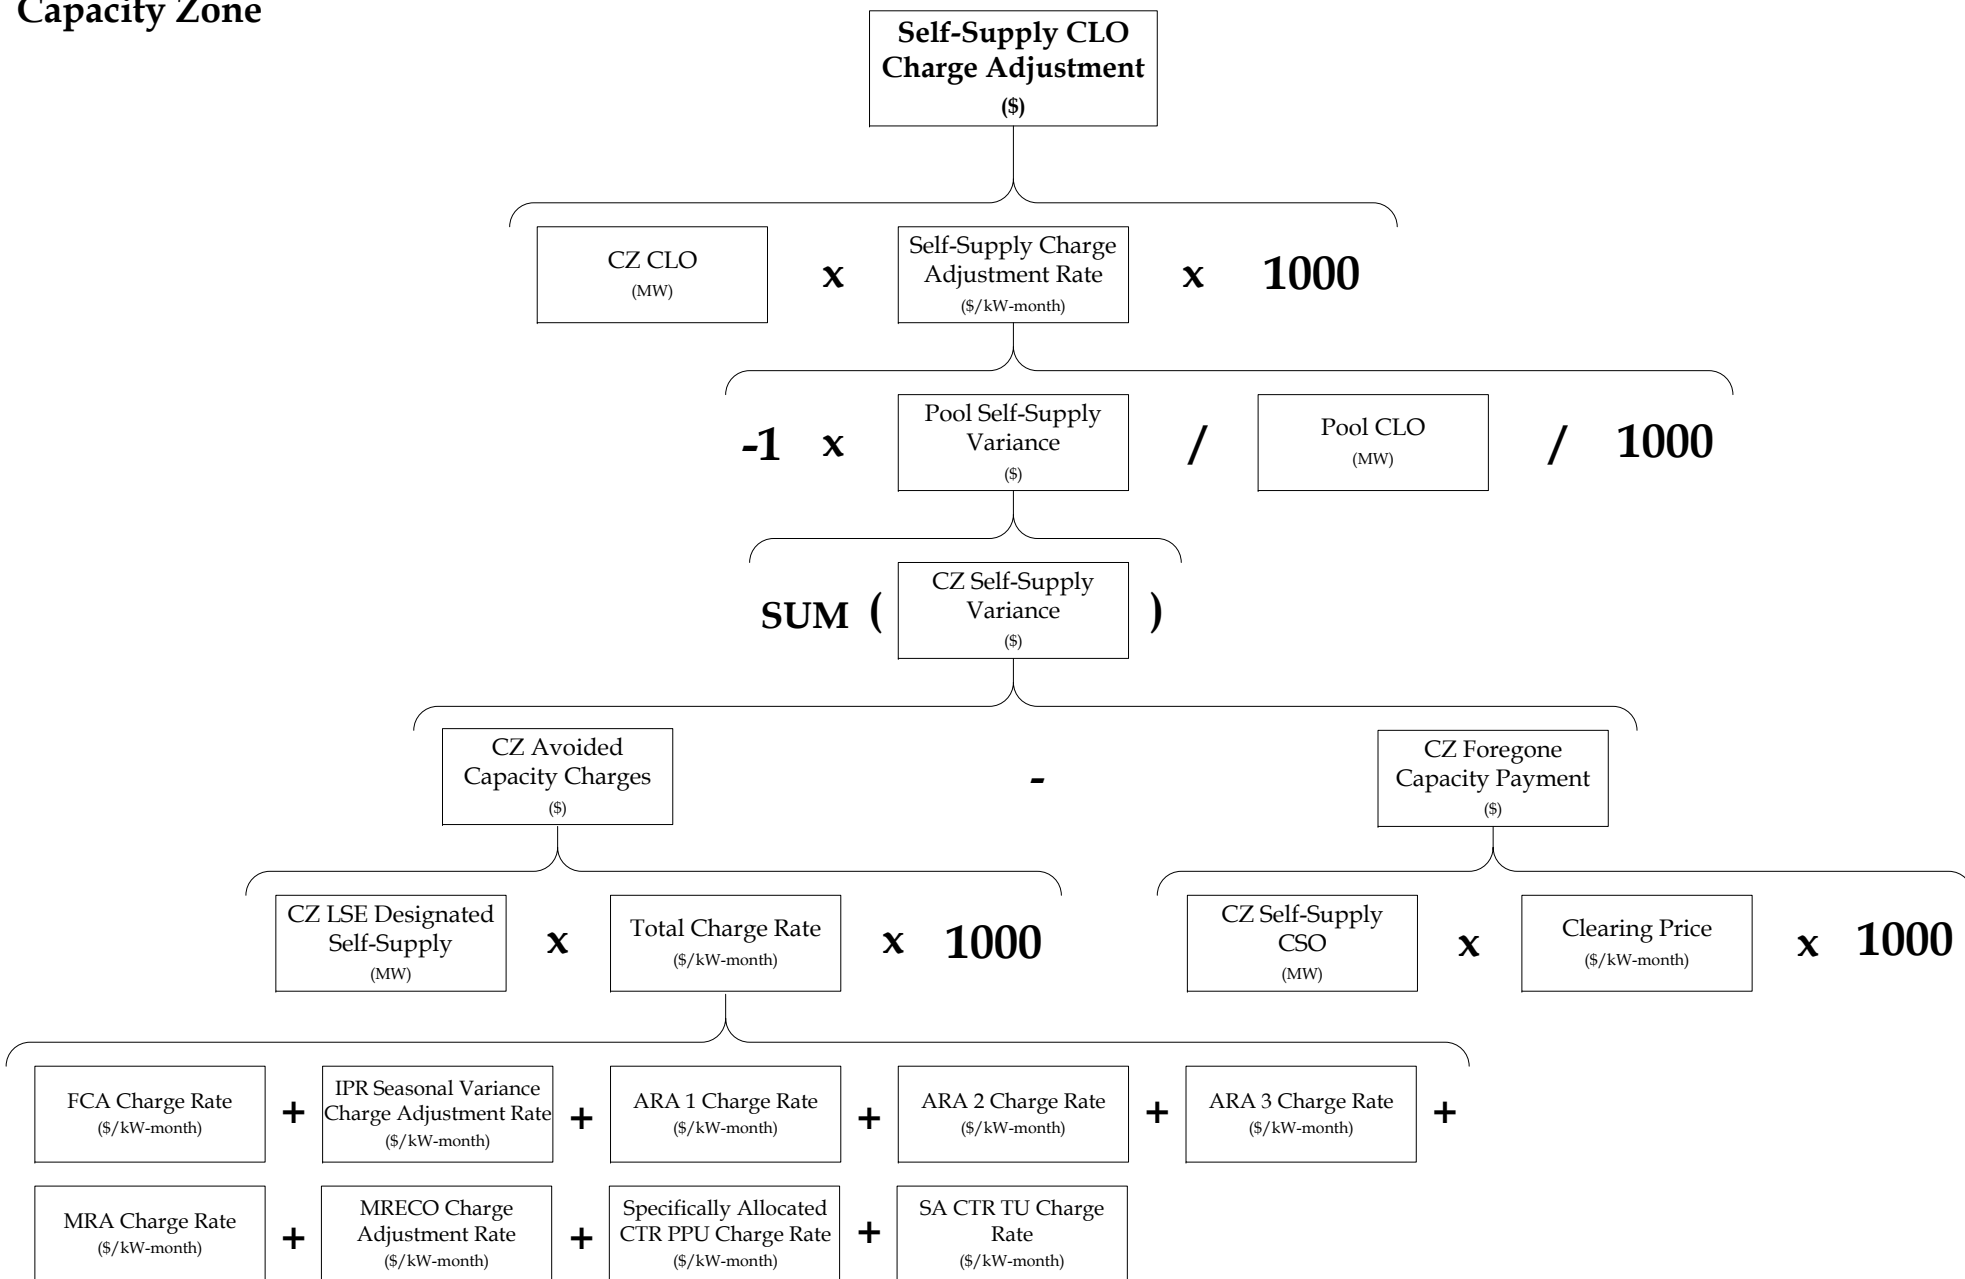 Capacity Zone
Self-Supply CLO
Charge Adjustment
($)
CZ CLO
(MW)
x
Self-Supply Charge
Adjustment Rate
($/kW-month)
x
1000
-1
x
Pool Self-Supply
Variance
($)
/
Pool CLO
(MW)
/
1000
SUM (
CZ Self-Supply
Variance
($)
)
CZ Avoided
Capacity Charges
($)
-
CZ Foregone
Capacity Payment
($)
CZ LSE Designated
Self-Supply
(MW)
x
Total Charge Rate
($/kW-month)
x
1000
CZ Self-Supply
CSO
(MW)
x
Clearing Price
($/kW-month)
x
1000
FCA Charge Rate
($/kW-month)
+
IPR Seasonal Variance
Charge Adjustment Rate
($/kW-month)
+
ARA 1 Charge Rate
($/kW-month)
+
ARA 2 Charge Rate
($/kW-month)
+
ARA 3 Charge Rate
($/kW-month)
+
MRA Charge Rate
($/kW-month)
+
MRECO Charge
Adjustment Rate
($/kW-month)
+
Specifically Allocated
CTR PPU Charge Rate
($/kW-month)
+
SA CTR TU Charge
Rate
($/kW-month)